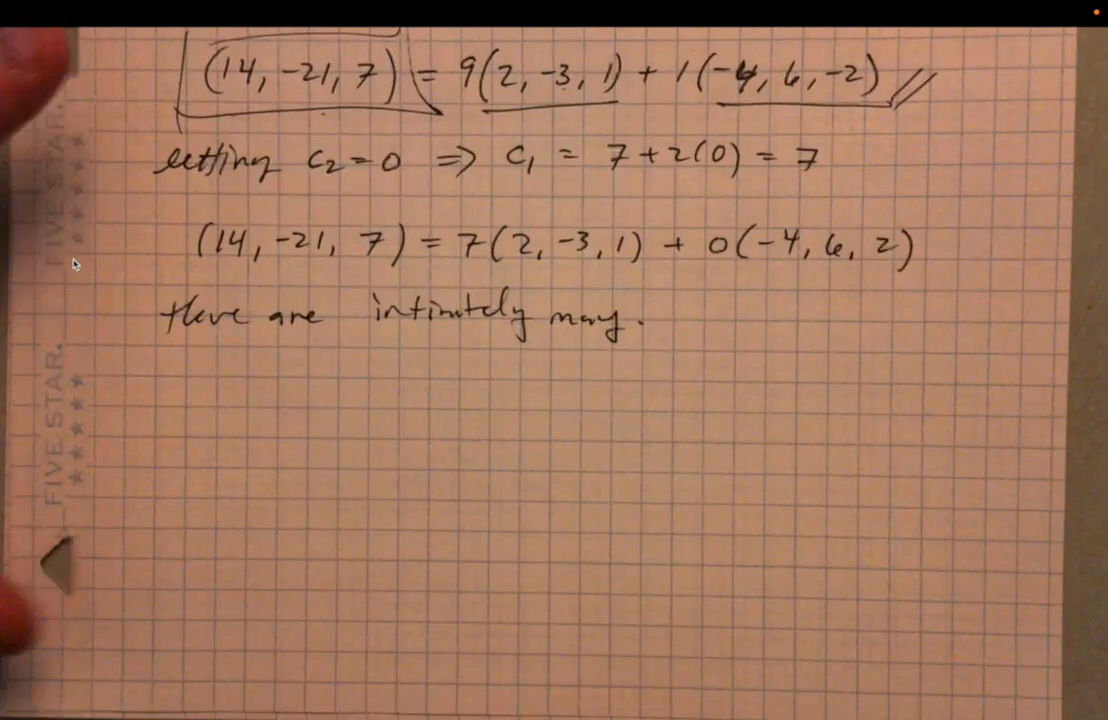 (14, -21, 7) = 9(2, -3, 1) + 1(-4, 6, -2) //
letting c₂ = 0 => c₁ = 7 + 2(0) = 7
(14, -21, 7) = 7(2, -3, 1) + 0(-4, 6, 2)
there are infinitely many.
FIVE STAR.
FIVE STAR.